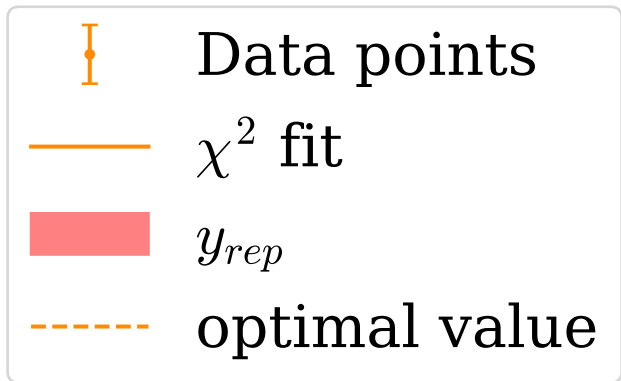 Data points
χ² fit
y_rep
optimal value